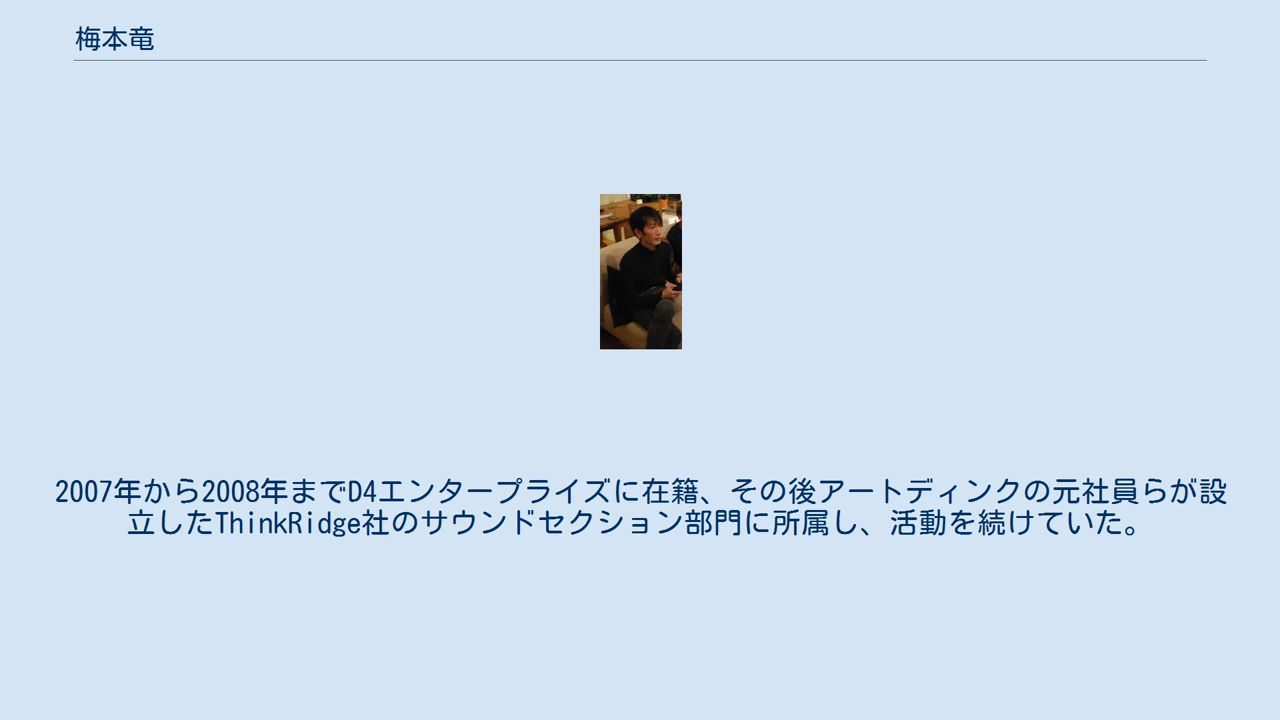 梅本竜
2007年から2008年までD4エンタープライズに在籍、その後アートディンクの元社員らが設
立したThinkRidge社のサウンドセクション部門に所属し、活動を続けていた。